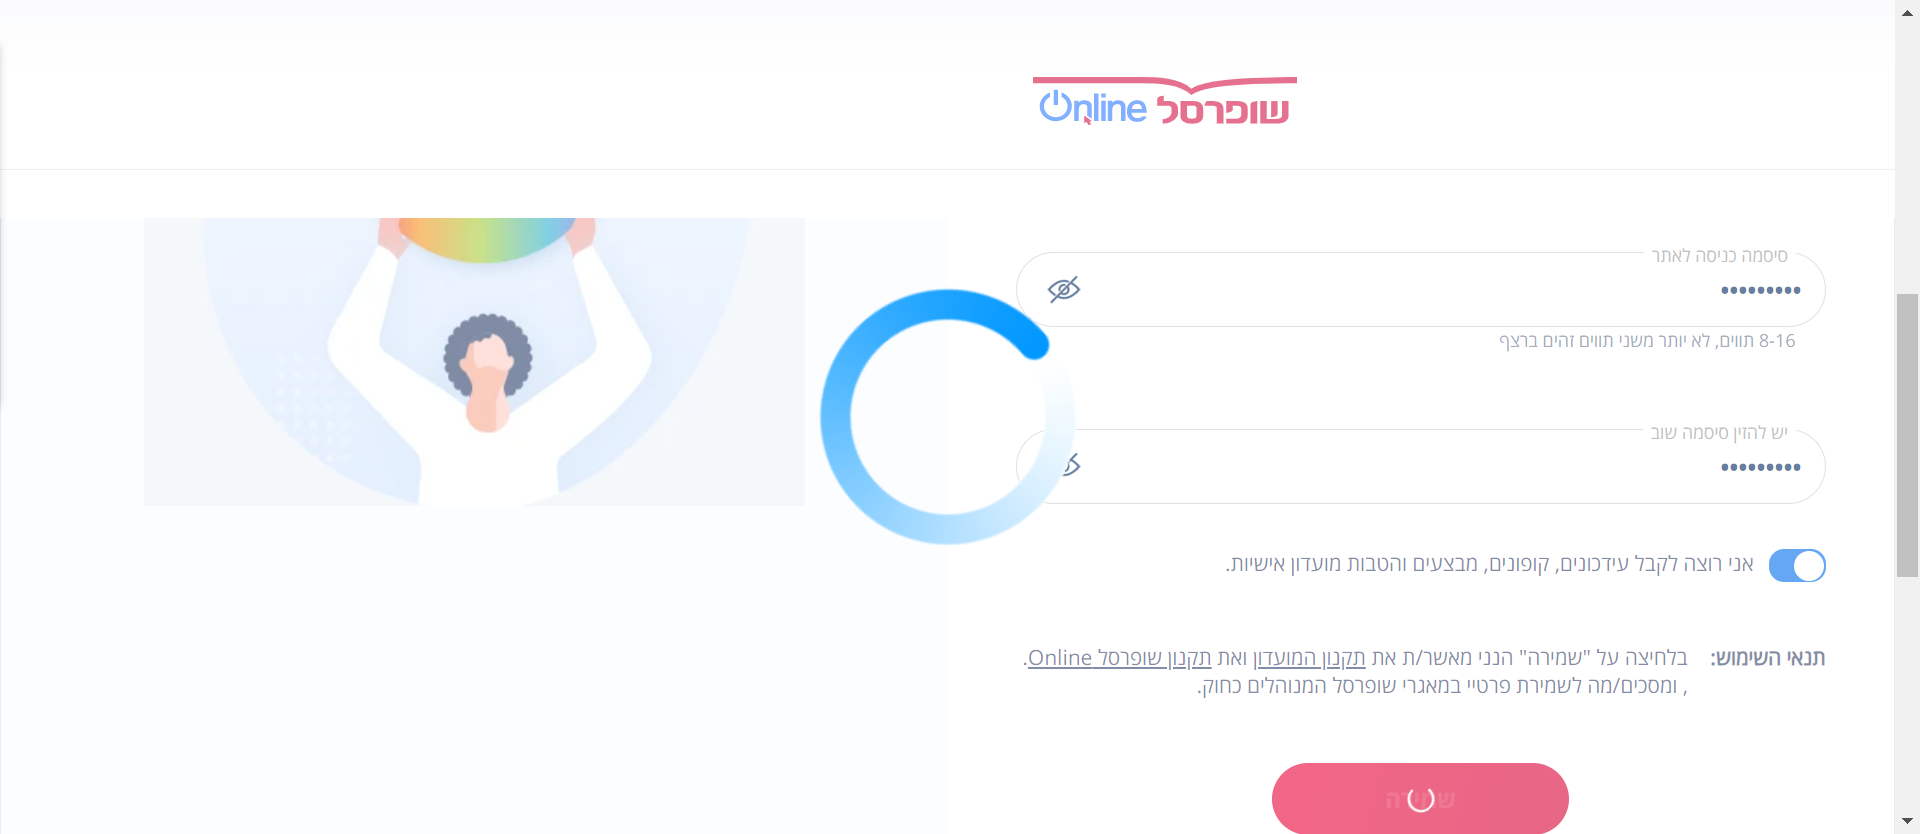 שופרסל Online
סיסמה כניסה לאתר
•••••••••
8-16 תווים, לא יותר משני תווים זהים ברצף
יש להזין סיסמה שוב
•••••••••
אני רוצה לקבל עידכונים, קופונים, מבצעים והטבות מועדון אישיות.
תנאי השימוש: בלחיצה על "שמירה" הנני מאשר/ת את תקנון המועדון ואת תקנון שופרסל Online.
, ומסכים/מה לשמירת פרטיי במאגרי שופרסל המנוהלים כחוק.
שמירה